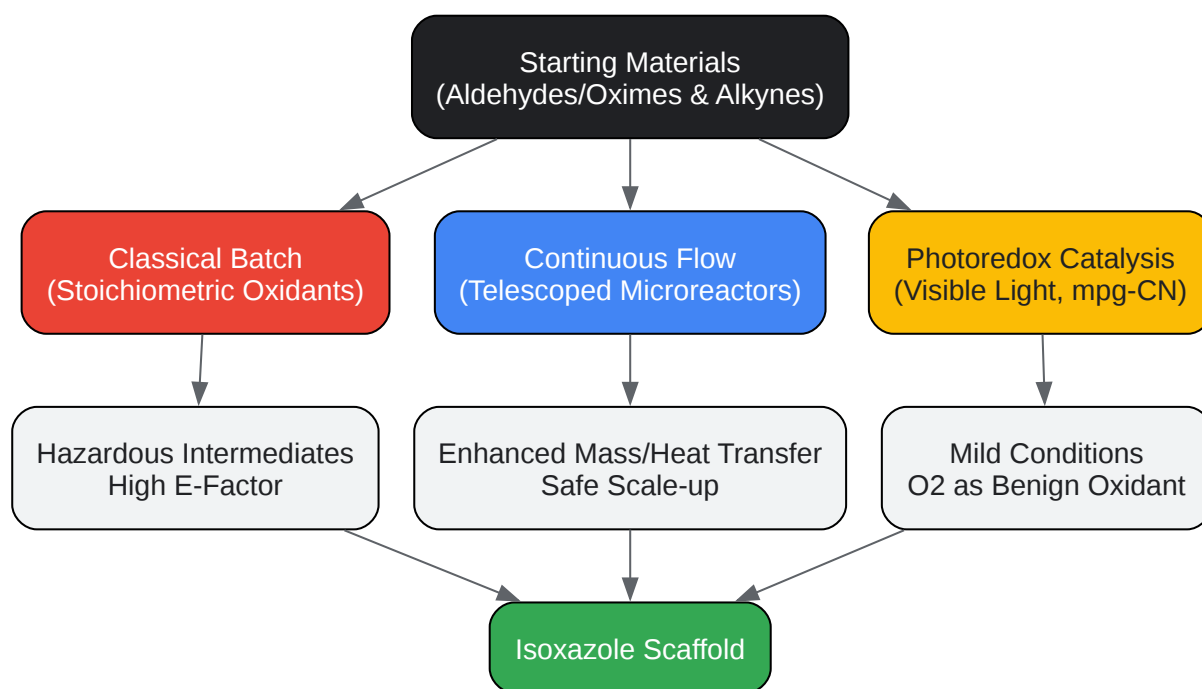 Starting Materials
(Aldehydes/Oximes & Alkynes)
Classical Batch
(Stoichiometric Oxidants)
Continuous Flow
(Telescoped Microreactors)
Photoredox Catalysis
(Visible Light, mpg-CN)
Hazardous Intermediates
High E-Factor
Enhanced Mass/Heat Transfer
Safe Scale-up
Mild Conditions
O2 as Benign Oxidant
Isoxazole Scaffold